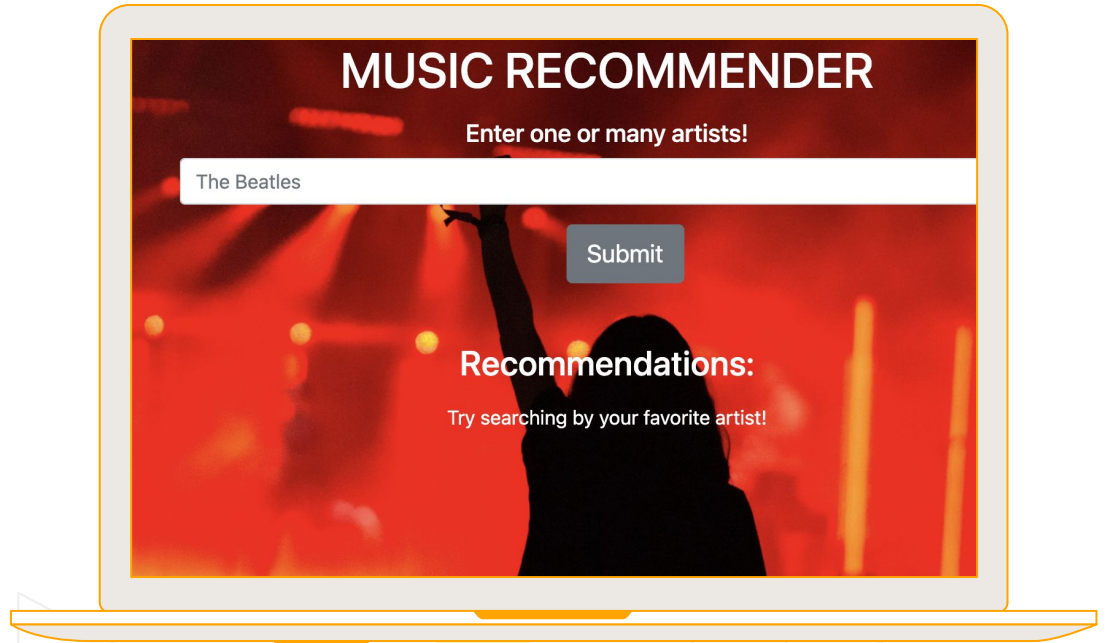 MUSIC RECOMMENDER
Enter one or many artists!
The Beatles
Submit
Recommendations:
Try searching by your favorite artist!